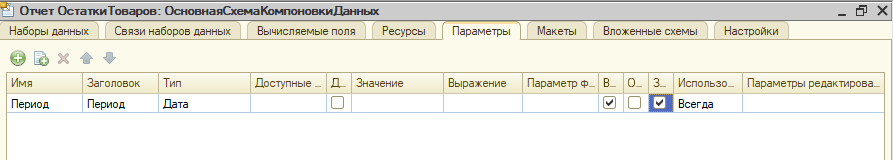 Отчет ОстаткиТоваров: ОсновнаяСхемаКомпоновкиДанных
Наборы данных Связи наборов данных Вычисляемые поля Ресурсы Параметры Макеты Вложенные схемы Настройки
Имя Заголовок Тип Доступные ... Д... Значение Выражение Параметр ф... В... О... З... Использо... Параметры редактирова...
Период Период Дата Всегда